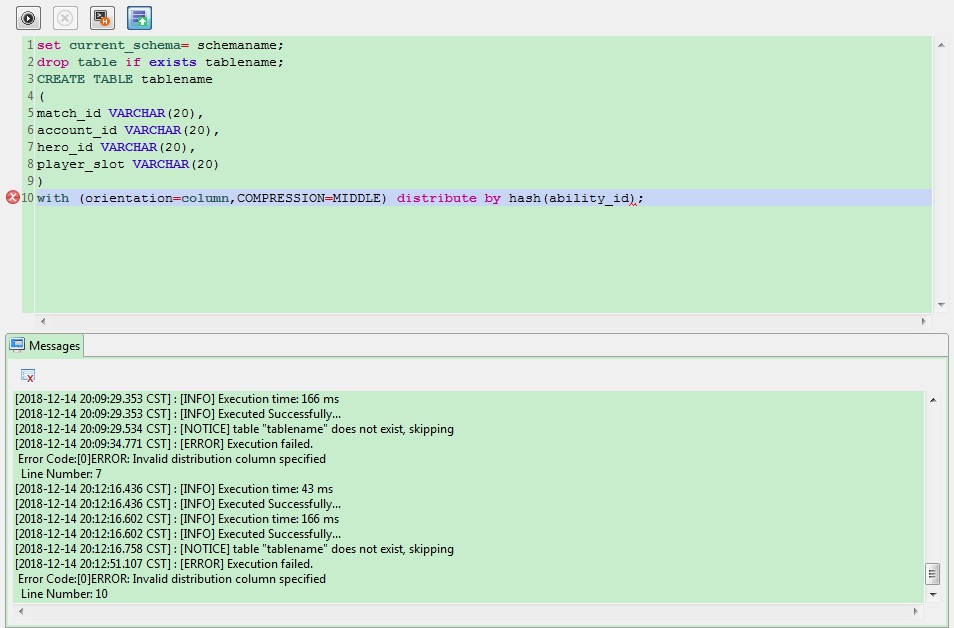 1 set current_schema= schemaname;
2 drop table if exists tablename;
3 CREATE TABLE tablename
4 (
5 match_id VARCHAR(20),
6 account_id VARCHAR(20),
7 hero_id VARCHAR(20),
8 player_slot VARCHAR(20)
9 )
10 with (orientation=column,COMPRESSION=MIDDLE) distribute by hash(ability_id);
Messages
[2018-12-14 20:09:29.353 CST] : [INFO] Execution time: 166 ms
[2018-12-14 20:09:29.353 CST] : [INFO] Executed Successfully...
[2018-12-14 20:09:29.534 CST] : [NOTICE] table "tablename" does not exist, skipping
[2018-12-14 20:09:34.771 CST] : [ERROR] Execution failed.
Error Code:[0]ERROR: Invalid distribution column specified
Line Number: 7
[2018-12-14 20:12:16.436 CST] : [INFO] Execution time: 43 ms
[2018-12-14 20:12:16.436 CST] : [INFO] Executed Successfully...
[2018-12-14 20:12:16.602 CST] : [INFO] Execution time: 166 ms
[2018-12-14 20:12:16.602 CST] : [INFO] Executed Successfully...
[2018-12-14 20:12:16.758 CST] : [NOTICE] table "tablename" does not exist, skipping
[2018-12-14 20:12:51.107 CST] : [ERROR] Execution failed.
Error Code:[0]ERROR: Invalid distribution column specified
Line Number: 10